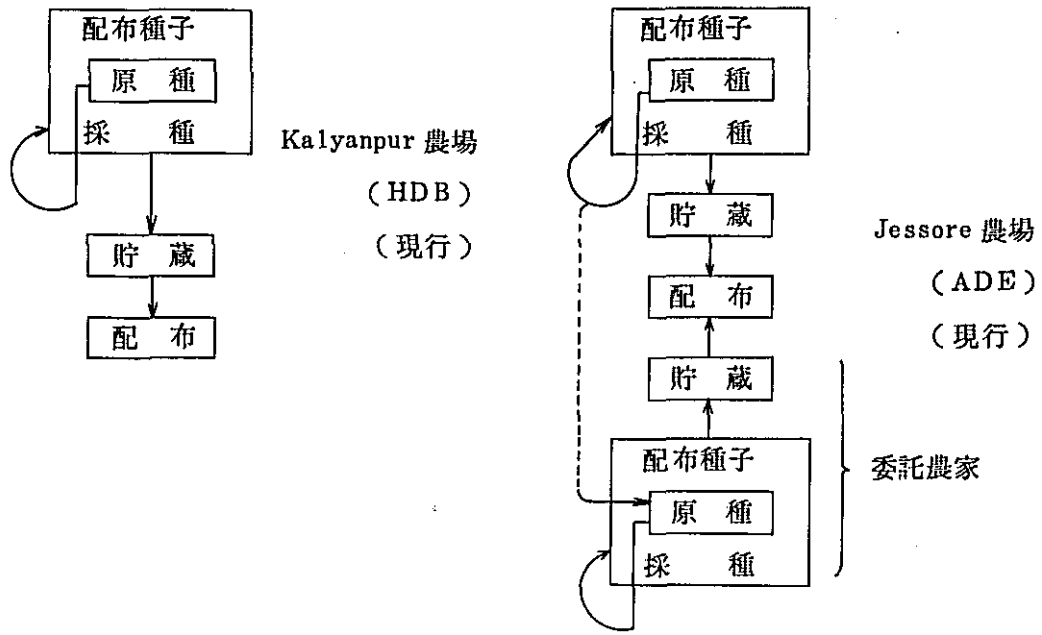 配布種子
原 種
採 種
貯 蔵
配 布
Kalyanpur 農場
(HDB)
(現行)
配布種子
原 種
採 種
貯 蔵
配 布
貯 蔵
配布種子
原 種
採 種
Jessore 農場
(ADE)
(現行)
委託農家